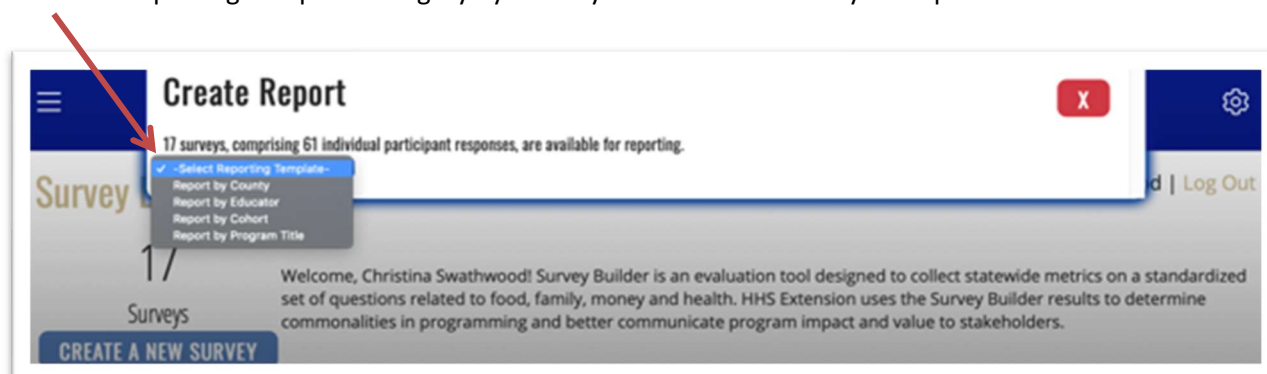 Create Report
X
17 surveys, comprising 61 individual participant responses, are available for reporting.
✓ -Select Reporting Template-
Report by County
Report by Educator
Report by Cohort
Report by Program Title
Survey
d | Log Out
17
Surveys
CREATE A NEW SURVEY
Welcome, Christina Swathwood! Survey Builder is an evaluation tool designed to collect statewide metrics on a standardized
set of questions related to food, family, money and health. HHS Extension uses the Survey Builder results to determine
commonalities in programming and better communicate program impact and value to stakeholders.